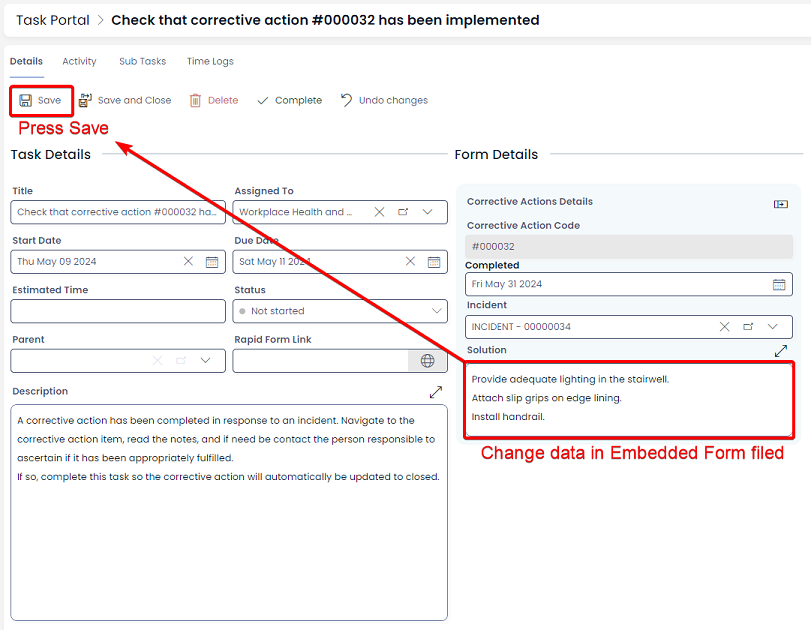 Task Portal > Check that corrective action #000032 has been implemented
Details Activity Sub Tasks Time Logs
Save Save and Close Delete Complete Undo changes
Press Save
Task Details
Title Assigned To
Check that corrective action #000032 ha... Workplace Health and ...
Start Date Due Date
Thu May 09 2024 Sat May 11 2024
Estimated Time Status
Not started
Parent Rapid Form Link
Description
A corrective action has been completed in response to an incident. Navigate to the
corrective action item, read the notes, and if need be contact the person responsible to
ascertain if it has been appropriately fulfilled.
If so, complete this task so the corrective action will automatically be updated to closed.
Form Details
Corrective Actions Details
Corrective Action Code
#000032
Completed
Fri May 31 2024
Incident
INCIDENT - 00000034
Solution
Provide adequate lighting in the stairwell.
Attach slip grips on edge lining.
Install handrail.
Change data in Embedded Form filed